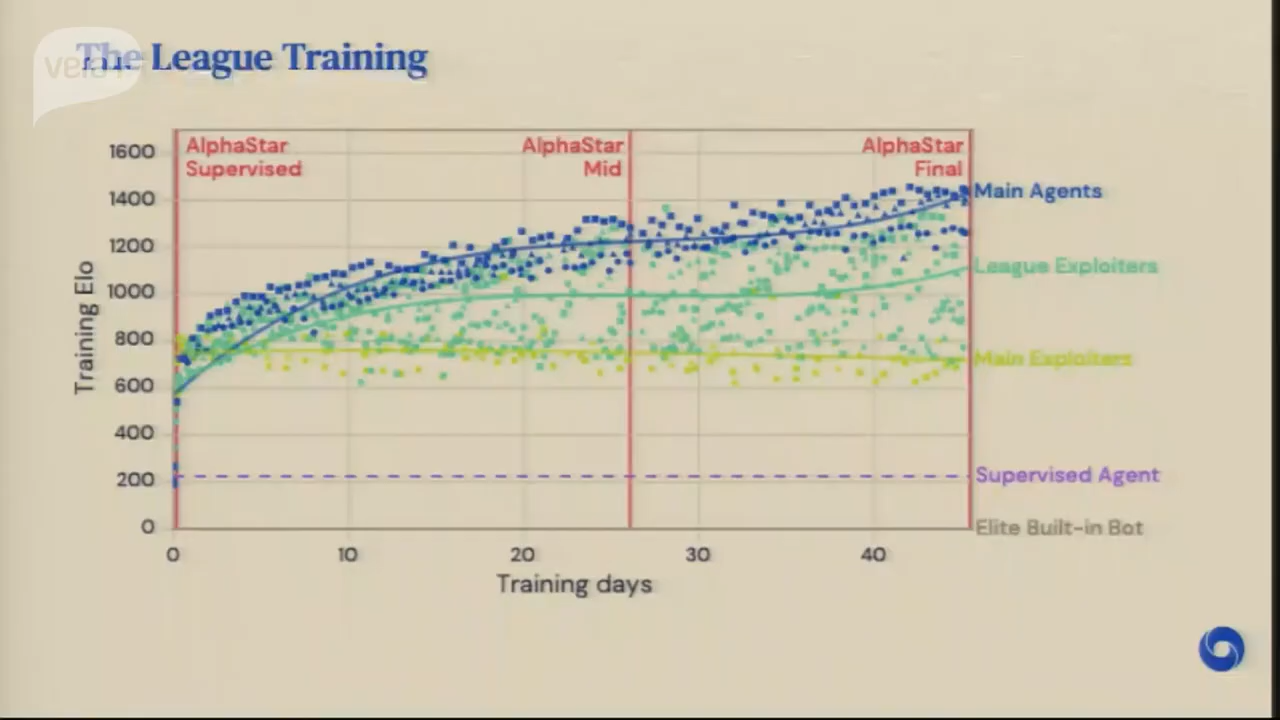 The League Training
AlphaStar
Supervised
AlphaStar
Mid
AlphaStar
Final
1600
1400
1200
1000
800
600
400
200
0
Training Elo
Main Agents
League Exploiters
Main Exploiters
Supervised Agent
Elite Built-in Bot
0 10 20 30 40
Training days